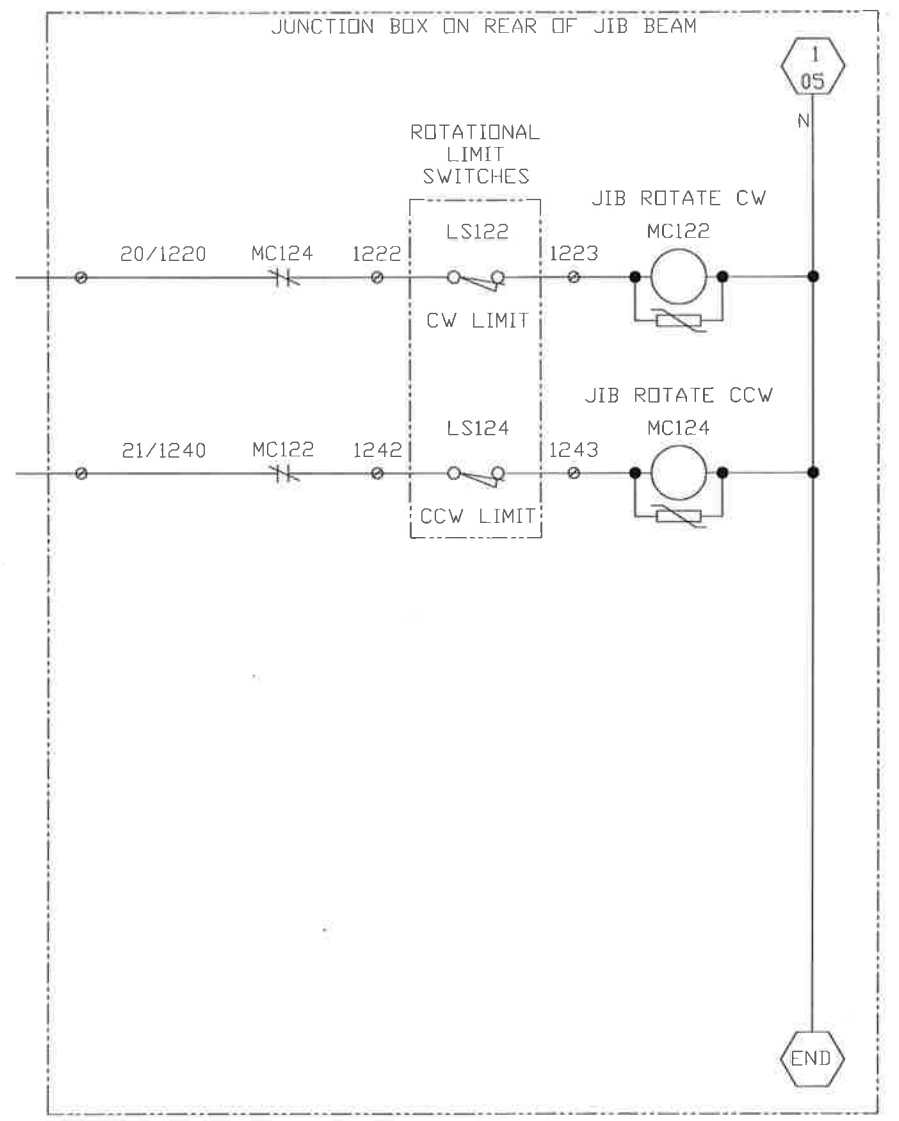 JUNCTION BOX ON REAR OF JIB BEAM
1
05
N
ROTATIONAL
LIMIT
SWITCHES
JIB ROTATE CW
20/1220
MC124
1222
LS122
1223
MC122
CW LIMIT
JIB ROTATE CCW
21/1240
MC122
1242
LS124
1243
MC124
CCW LIMIT
END